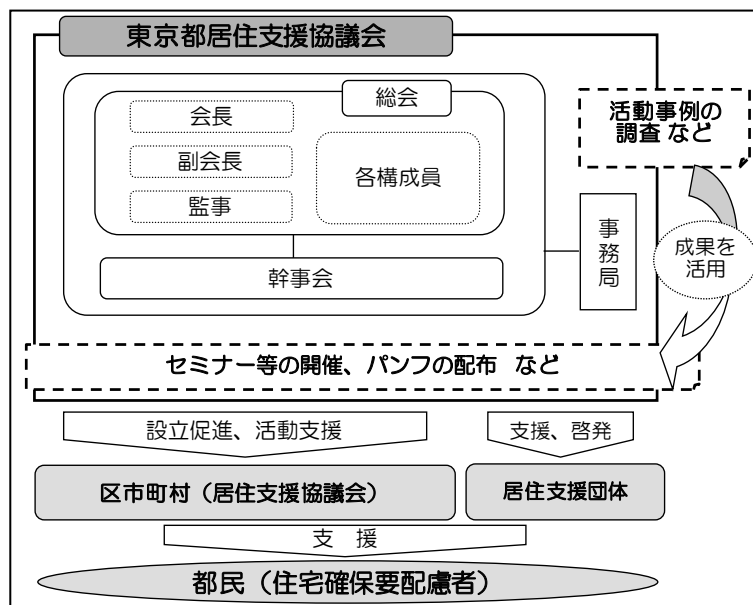 東京都居住支援協議会
総会
会長
副会長
監事
各構成員
幹事会
事務局
活動事例の
調査 など
成果を
活用
セミナー等の開催、パンフの配布 など
設立促進、活動支援
支援、啓発
区市町村（居住支援協議会）
居住支援団体
支 援
都民（住宅確保要配慮者）